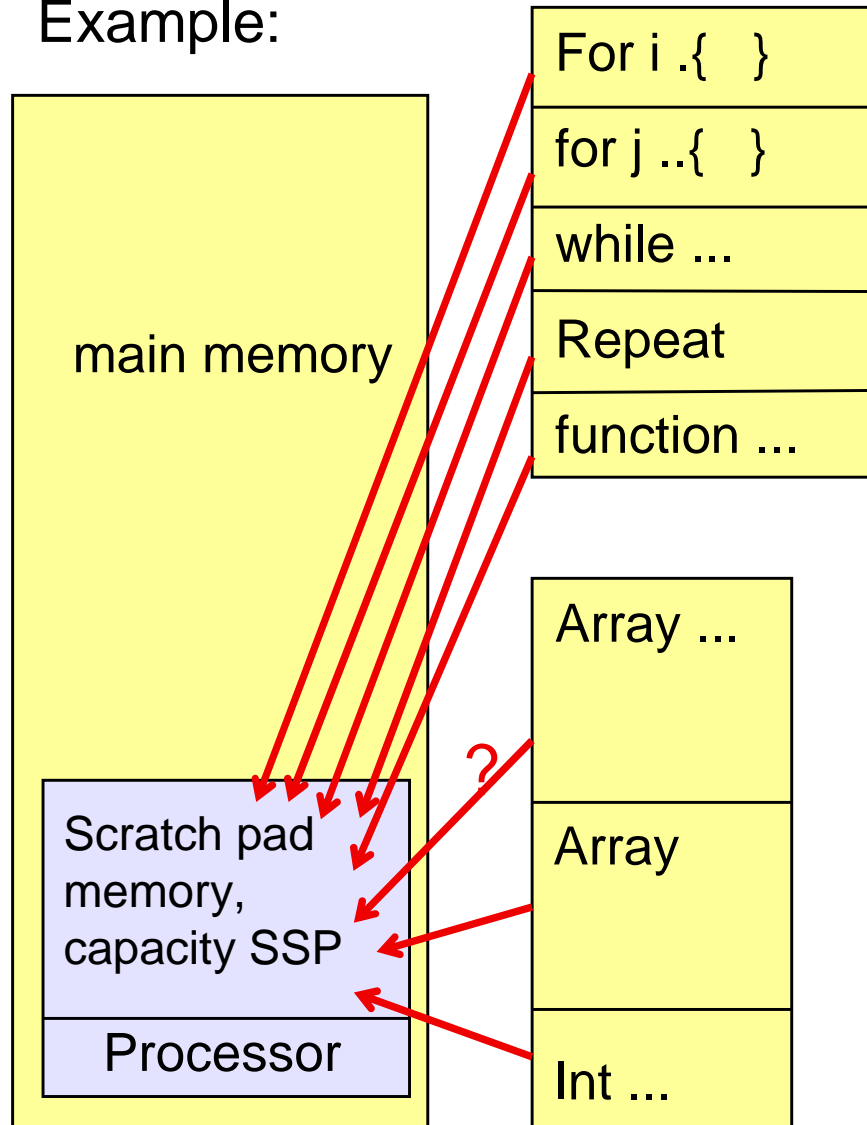 Example:
For i .{ }
for j ..{ }
while ...
Repeat
function ...
main memory
Array ...
?
Array
Int ...
Scratch pad
memory,
capacity SSP
Processor